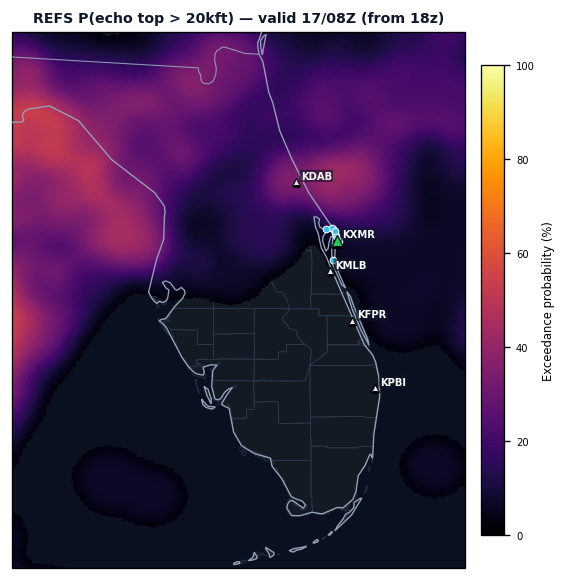 REFS P(echo top > 20kft) — valid 17/08Z (from 18z)
KDAB
KXMR
KMLB
KFPR
KPBI
100
80
60
40
20
0
Exceedance probability (%)